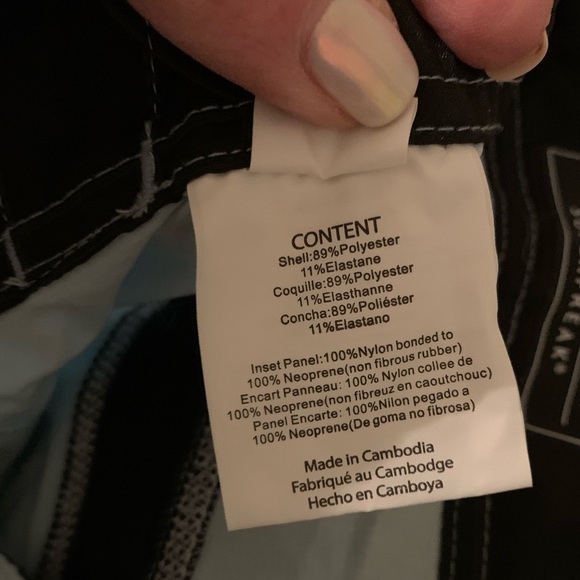 CONTENT
Shell:89%Polyester
11%Elastane
Coquille:89%Polyester
11%Elasthanne
Concha:89%Poliéster
11%Elastano
Inset Panel:100%Nylon bonded to
100% Neoprene(non fibrous rubber)
Encart Panneau: 100% Nylon collee de
100% Neoprene(non fibreuz en caoutchouc)
Panel Encarte: 100%Nilon pegado a
100% Neoprene(De goma no fibrosa)
Made in Cambodia
Fabriqué au Cambodge
Hecho en Camboya